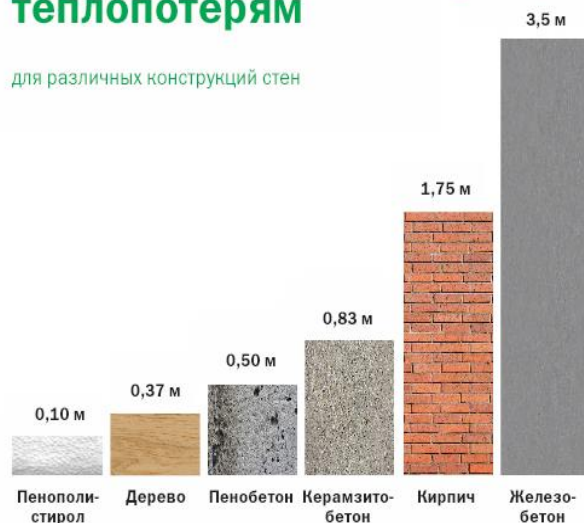 теплопотерям
для различных конструкций стен
3,5 м
1,75 м
0,83 м
0,50 м
0,37 м
0,10 м
Пенополи-
стирол
Дерево
Пенобетон
Керамзито-
бетон
Кирпич
Железо-
бетон